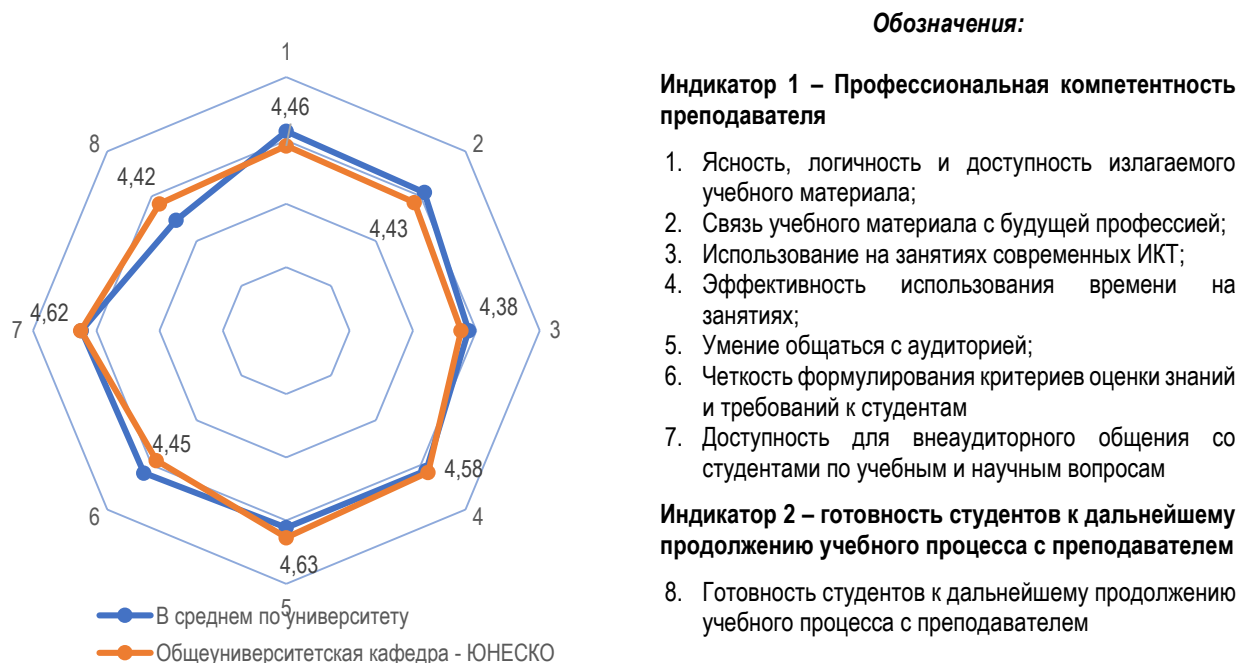 1
4,46
8
2
4,42
4,43
4,62
4,38
7
3
4,45
4,58
6
4
4,63
5
В среднем по университету
Общеуниверситетская кафедра - ЮНЕСКО
Обозначения:
Индикатор 1 – Профессиональная компетентность
преподавателя
1. Ясность, логичность и доступность излагаемого
учебного материала;
2. Связь учебного материала с будущей профессией;
3. Использование на занятиях современных ИКТ;
4. Эффективность использования времени на
занятиях;
5. Умение общаться с аудиторией;
6. Четкость формулирования критериев оценки знаний
и требований к студентам
7. Доступность для внеаудиторного общения со
студентами по учебным и научным вопросам
Индикатор 2 – готовность студентов к дальнейшему
продолжению учебного процесса с преподавателем
8. Готовность студентов к дальнейшему продолжению
учебного процесса с преподавателем